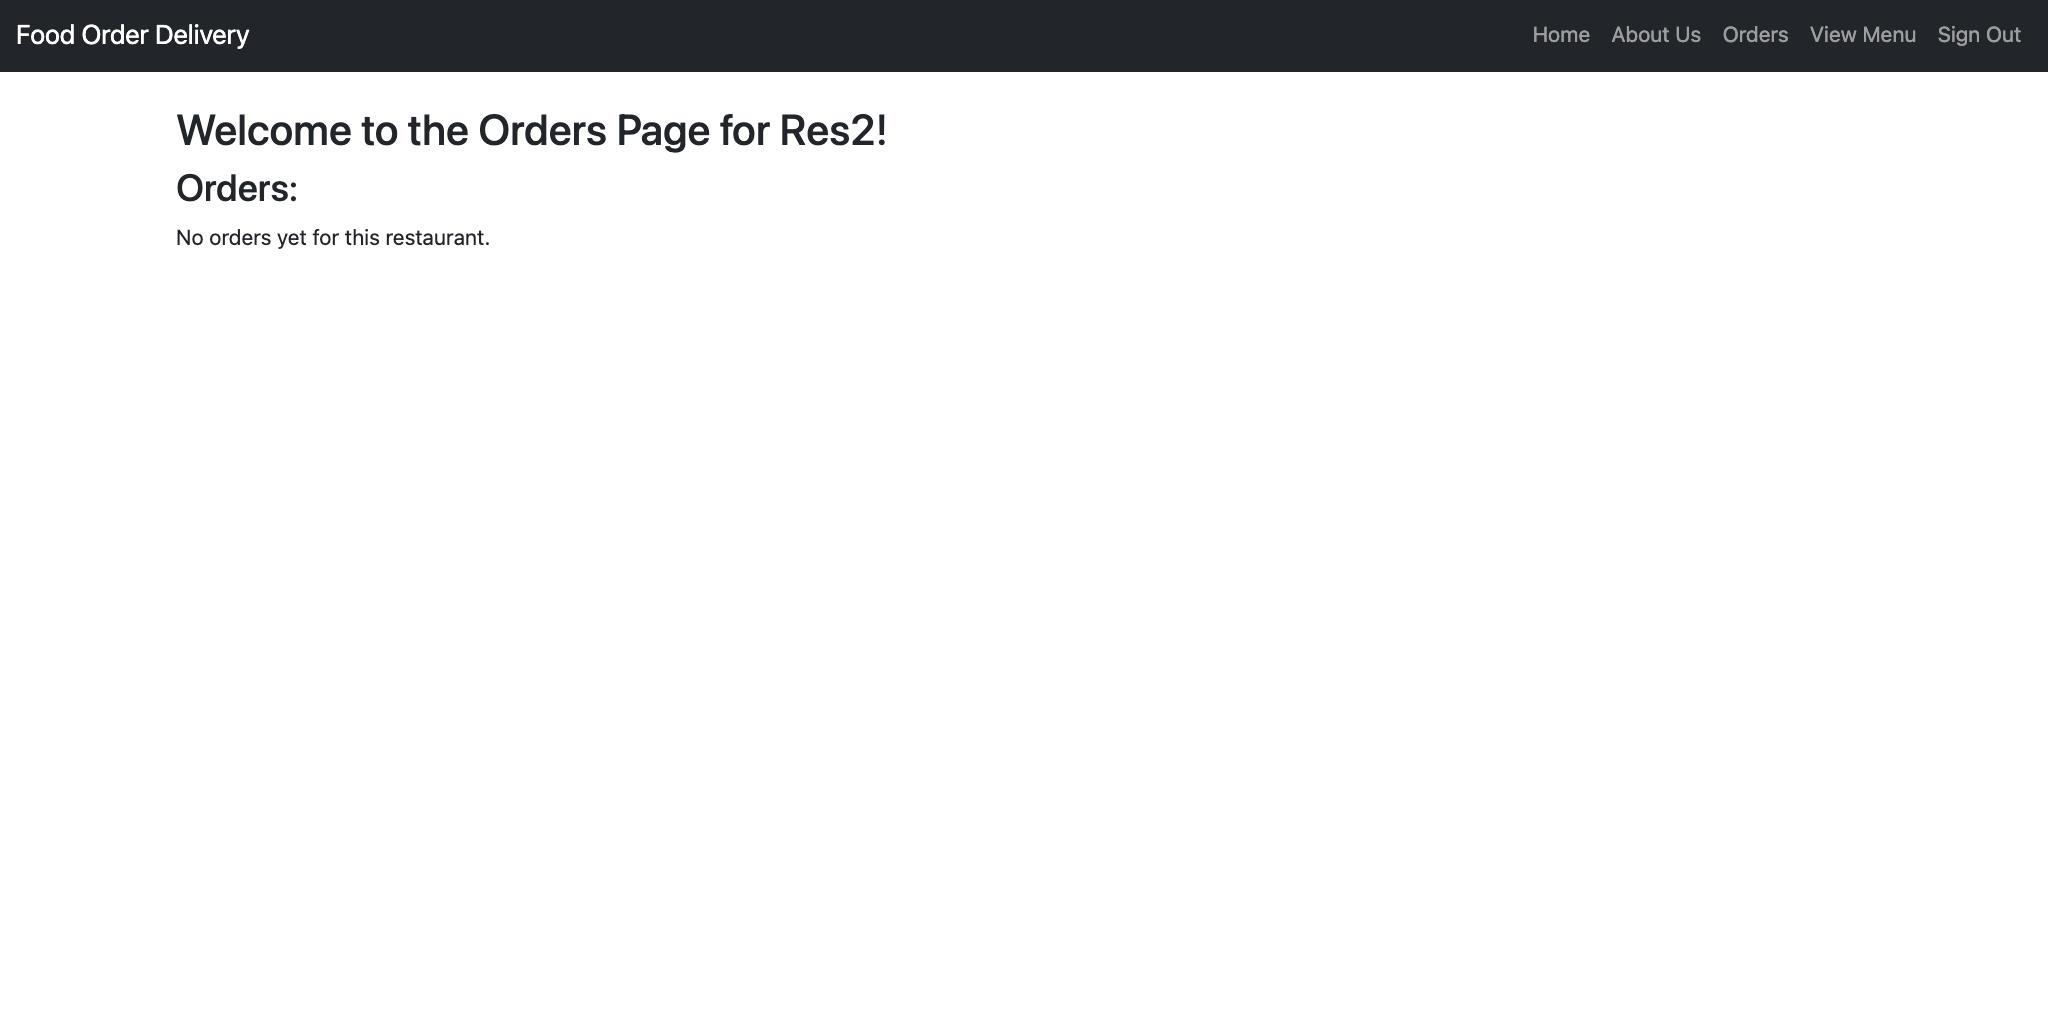 Food Order Delivery
Home About Us Orders View Menu Sign Out
Welcome to the Orders Page for Res2!
Orders:
No orders yet for this restaurant.